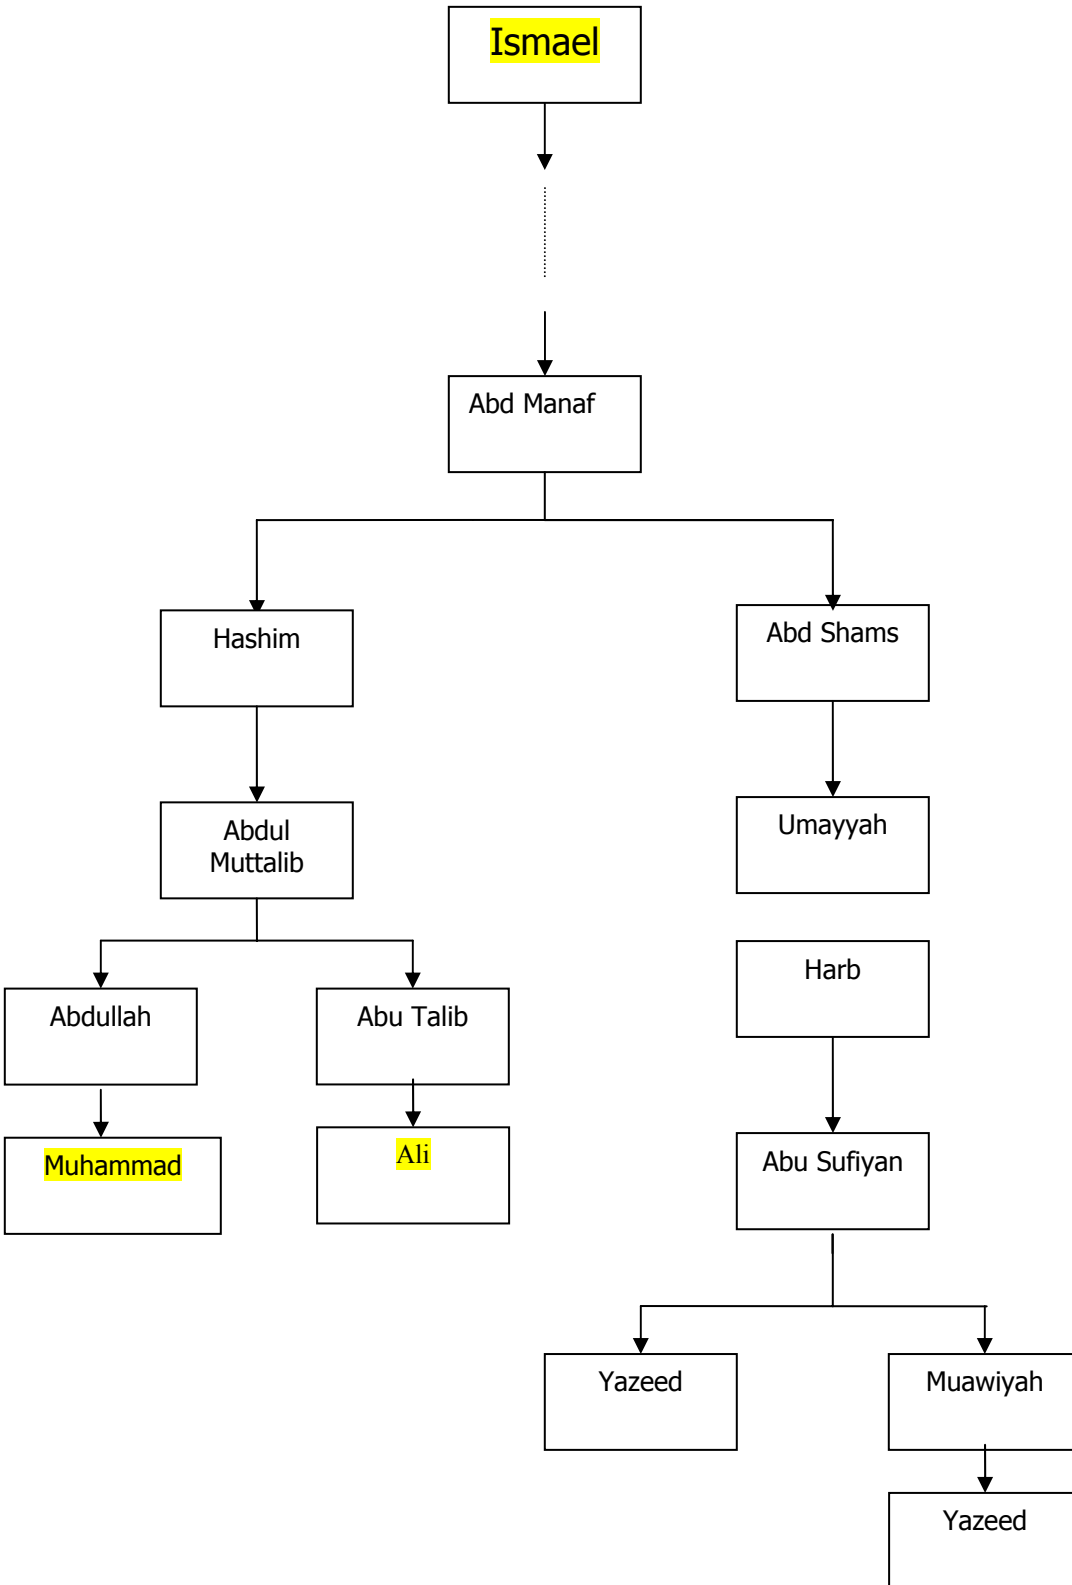 Ismael
Abd Manaf
Hashim
Abd Shams
Abdul
Muttalib
Umayyah
Abdullah
Abu Talib
Harb
Muhammad
Ali
Abu Sufiyan
Yazeed
Muawiyah
Yazeed